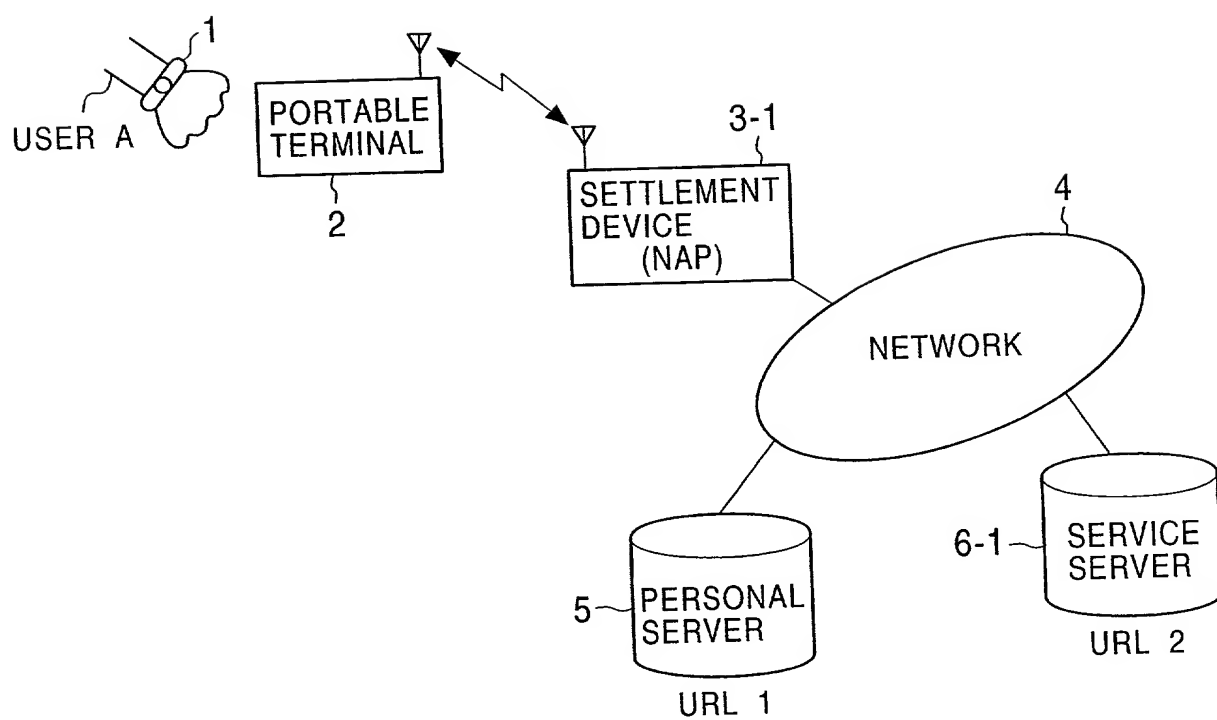 1
USER A
PORTABLE
TERMINAL
2
3-1
SETTLEMENT
DEVICE
(NAP)
4
NETWORK
5
PERSONAL
SERVER
URL 1
6-1
SERVICE
SERVER
URL 2